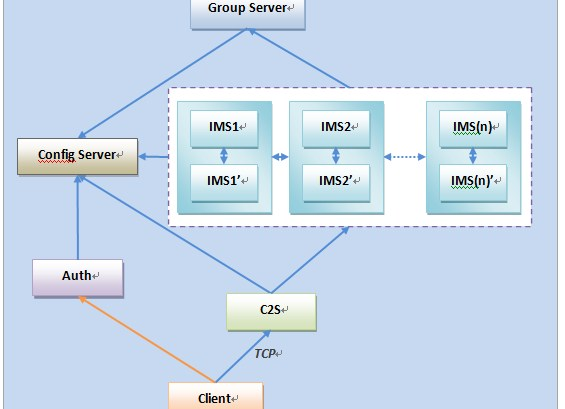 Group Server
IMS1
IMS2
IMS(n)
Config Server
IMS1'
IMS2'
IMS(n)'
Auth
C2S
TCP
Client